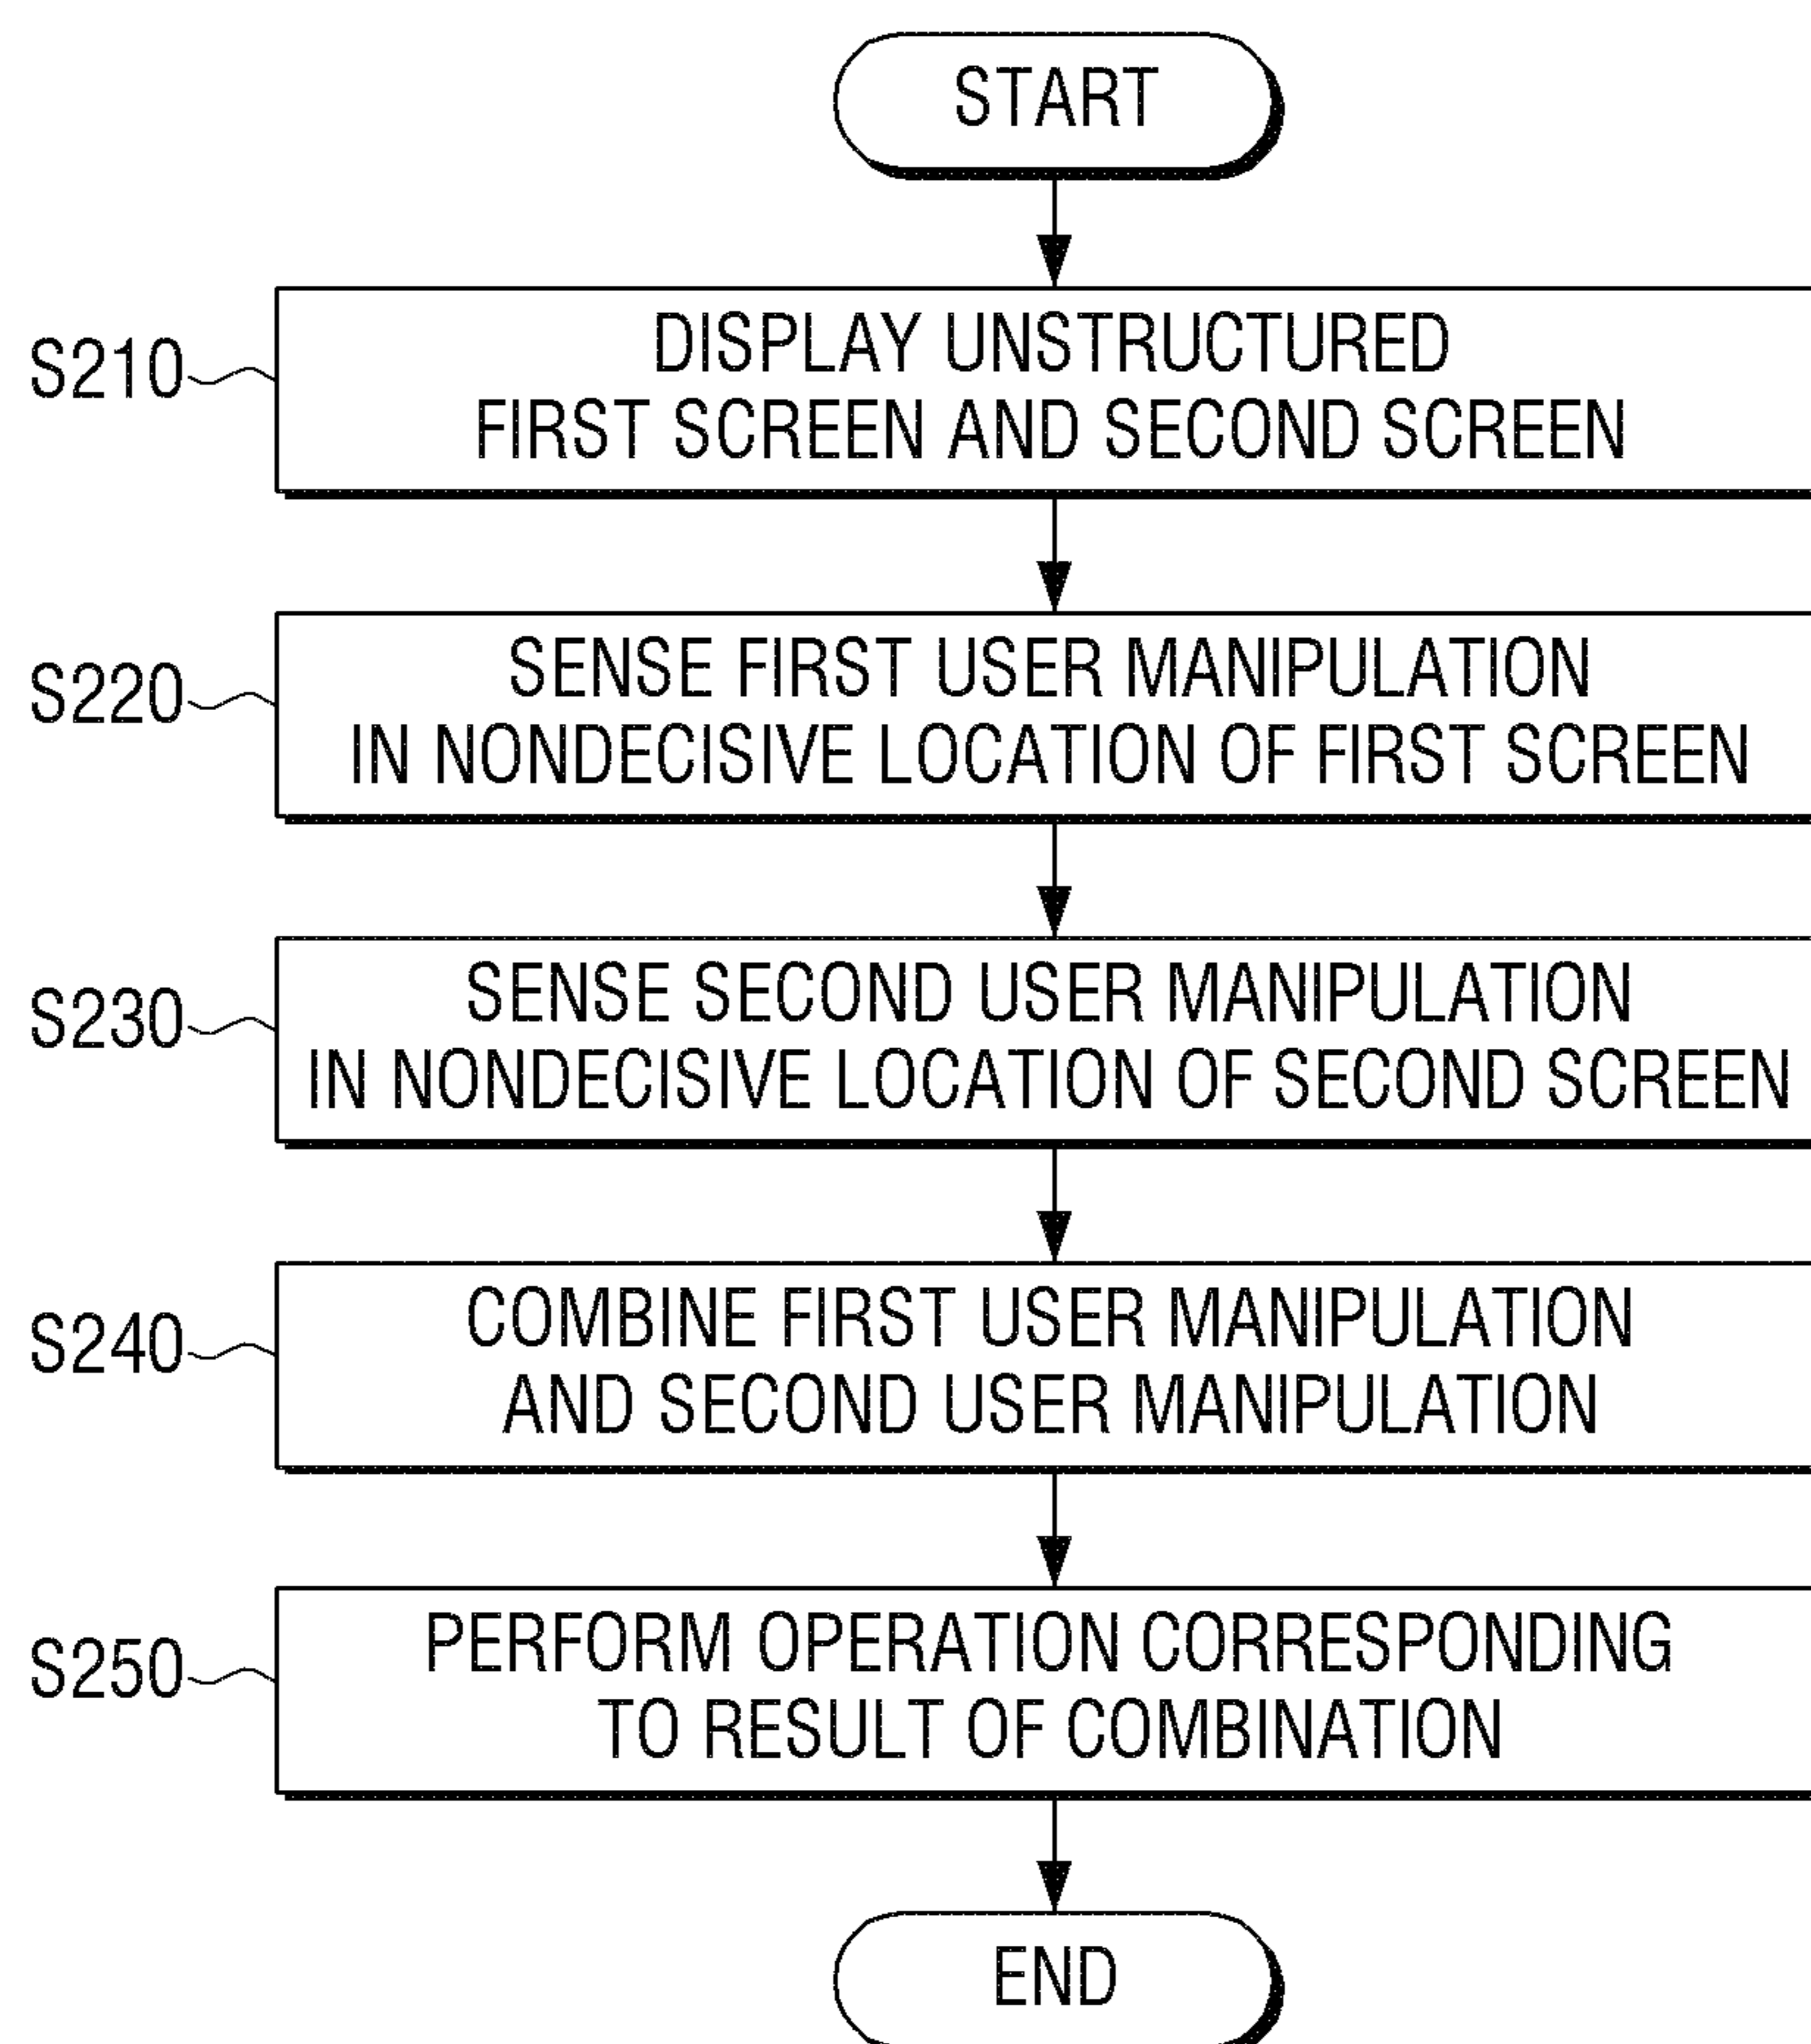 START
S210
DISPLAY UNSTRUCTURED
FIRST SCREEN AND SECOND SCREEN
S220
SENSE FIRST USER MANIPULATION
IN NONDECISIVE LOCATION OF FIRST SCREEN
S230
SENSE SECOND USER MANIPULATION
IN NONDECISIVE LOCATION OF SECOND SCREEN
S240
COMBINE FIRST USER MANIPULATION
AND SECOND USER MANIPULATION
S250
PERFORM OPERATION CORRESPONDING
TO RESULT OF COMBINATION
END